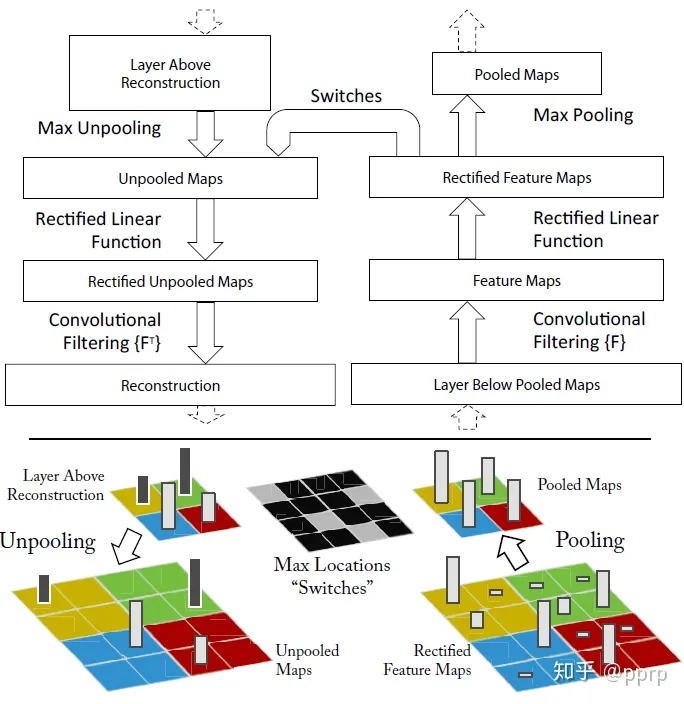 Layer Above
Reconstruction
Pooled Maps
Switches
Max Unpooling
Max Pooling
Unpooled Maps
Rectified Feature Maps
Rectified Linear
Function
Rectified Linear
Function
Rectified Unpooled Maps
Feature Maps
Convolutional
Filtering {Fᵀ}
Convolutional
Filtering {F}
Reconstruction
Layer Below Pooled Maps
Layer Above
Reconstruction
Pooled Maps
Unpooling
Max Locations
“Switches”
Pooling
Unpooled
Maps
Rectified
Feature Maps
知乎 @pprp